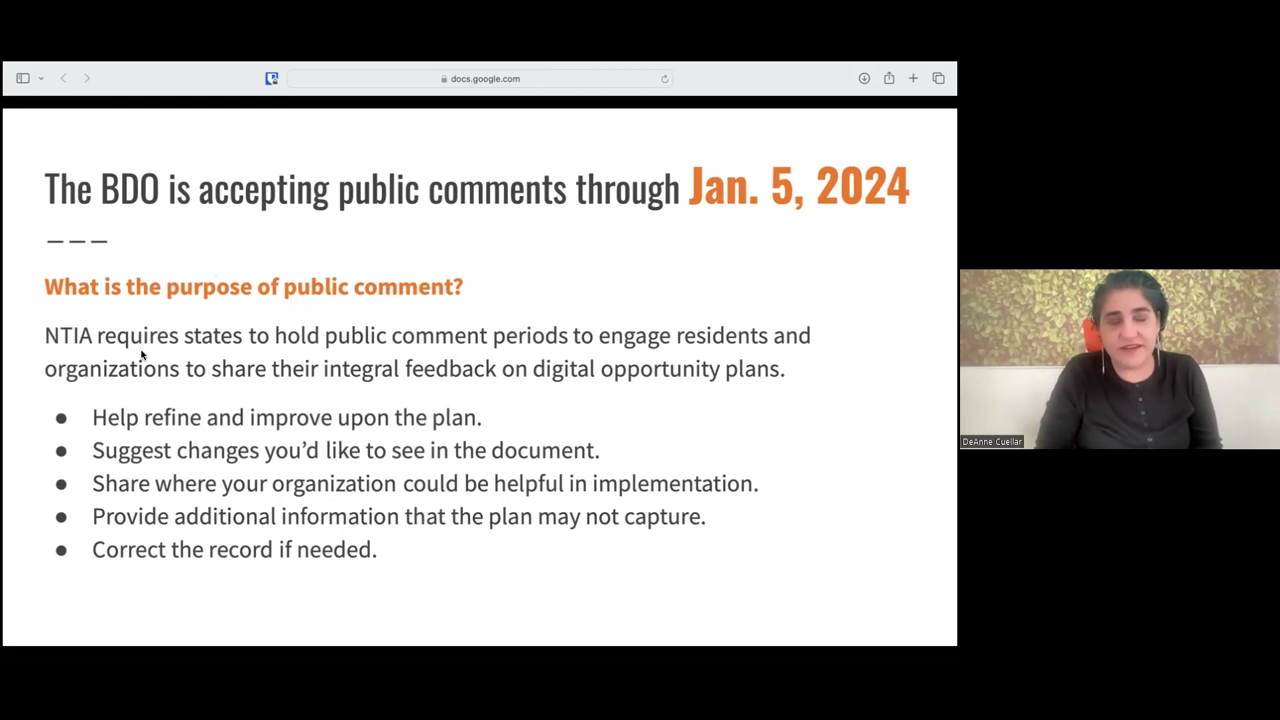 docs.google.com
The BDO is accepting public comments through Jan. 5, 2024
What is the purpose of public comment?
NTIA requires states to hold public comment periods to engage residents and
organizations to share their integral feedback on digital opportunity plans.
● Help refine and improve upon the plan.
● Suggest changes you’d like to see in the document.
● Share where your organization could be helpful in implementation.
● Provide additional information that the plan may not capture.
● Correct the record if needed.
DeAnne Cuellar